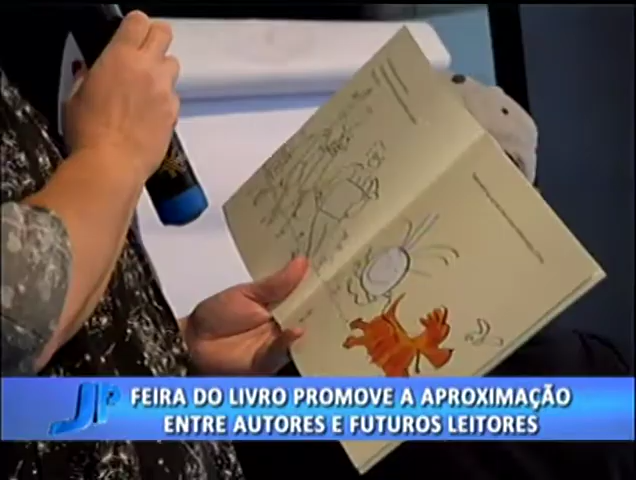 JP
FEIRA DO LIVRO PROMOVE A APROXIMAÇÃO
ENTRE AUTORES E FUTUROS LEITORES